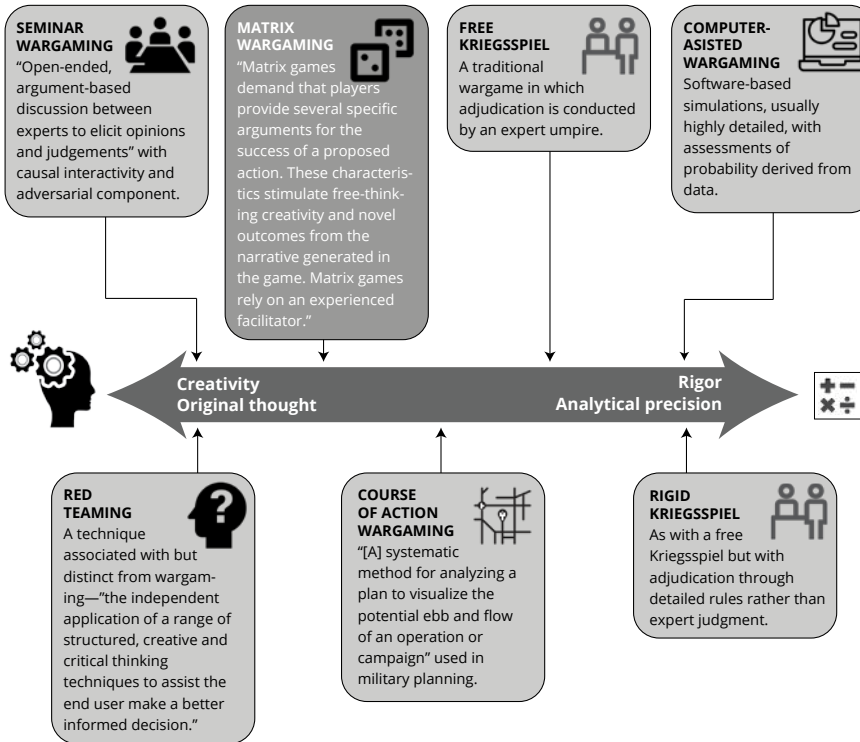 SEMINAR
WARGAMING
“Open-ended,
argument-based
discussion between
experts to elicit opinions
and judgements” with
causal interactivity and
adversarial component.
MATRIX
WARGAMING
“Matrix games
demand that players
provide several specific
arguments for the
success of a proposed
action. These characteris-
tics stimulate free-think-
ing creativity and novel
outcomes from the
narrative generated in
the game. Matrix games
rely on an experienced
facilitator.”
FREE
KRIEGSSPIEL
A traditional
wargame in which
adjudication is conducted
by an expert umpire.
COMPUTER-
ASISTED
WARGAMING
Software-based
simulations, usually
highly detailed, with
assessments of
probability derived from
data.
Creativity
Original thought
Rigor
Analytical precision
RED
TEAMING
A technique
associated with but
distinct from wargam-
ing—”the independent
application of a range of
structured, creative and
critical thinking
techniques to assist the
end user make a better
informed decision.”
COURSE
OF ACTION
WARGAMING
“[A] systematic
method for analyzing a
plan to visualize the
potential ebb and flow
of an operation or
campaign” used in
military planning.
RIGID
KRIEGSSPIEL
As with a free
Kriegsspiel but with
adjudication through
detailed rules rather than
expert judgment.